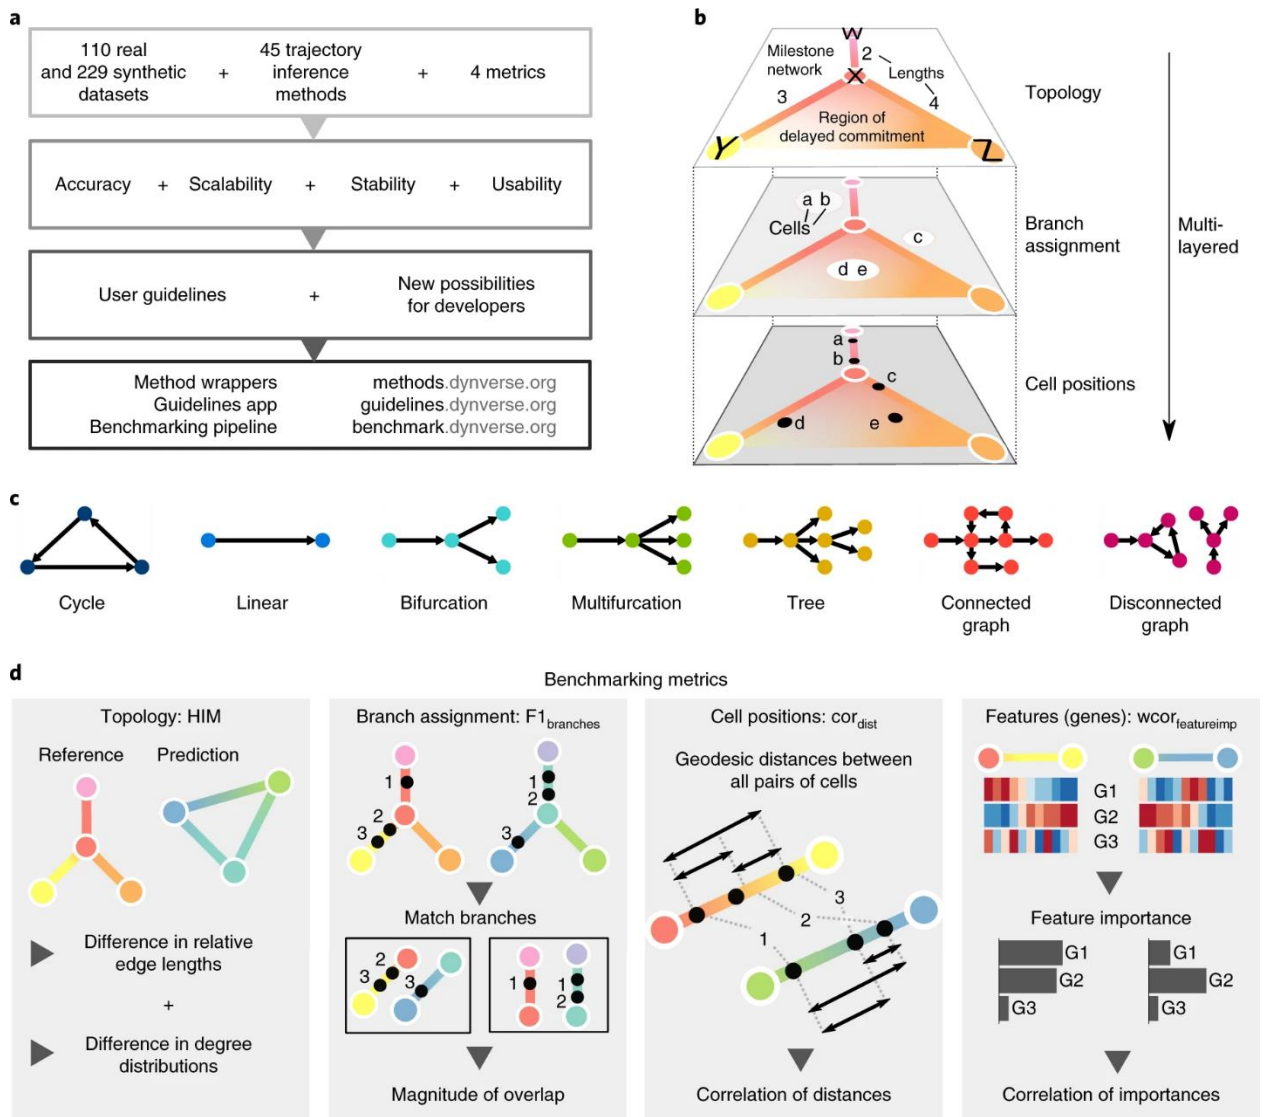 a
110 real
and 229 synthetic
datasets
+
45 trajectory
inference
methods
+
4 metrics
Accuracy + Scalability + Stability + Usability
User guidelines
+
New possibilities
for developers
Method wrappers methods.dynverse.org
Guidelines app guidelines.dynverse.org
Benchmarking pipeline benchmark.dynverse.org
b
W
Milestone
network
2
Lengths
X
3
4
Region of
delayed commitment
Y
Z
Topology
a b
Cells
c
d e
Branch
assignment
a
b
c
d
e
Cell positions
Multi-
layered
c
Cycle
Linear
Bifurcation
Multifurcation
Tree
Connected
graph
Disconnected
graph
d
Benchmarking metrics
Topology: HIM
Reference Prediction
Difference in relative
edge lengths
+
Difference in degree
distributions
Branch assignment: F1branches
1
2
3
1
2
3
Match branches
2
3
3
1
1
2
Magnitude of overlap
Cell positions: cordist
Geodesic distances between
all pairs of cells
1
2
3
Correlation of distances
Features (genes): wcorfeatureimp
G1
G2
G3
Feature importance
G1 G1
G2 G2
G3 G3
Correlation of importances